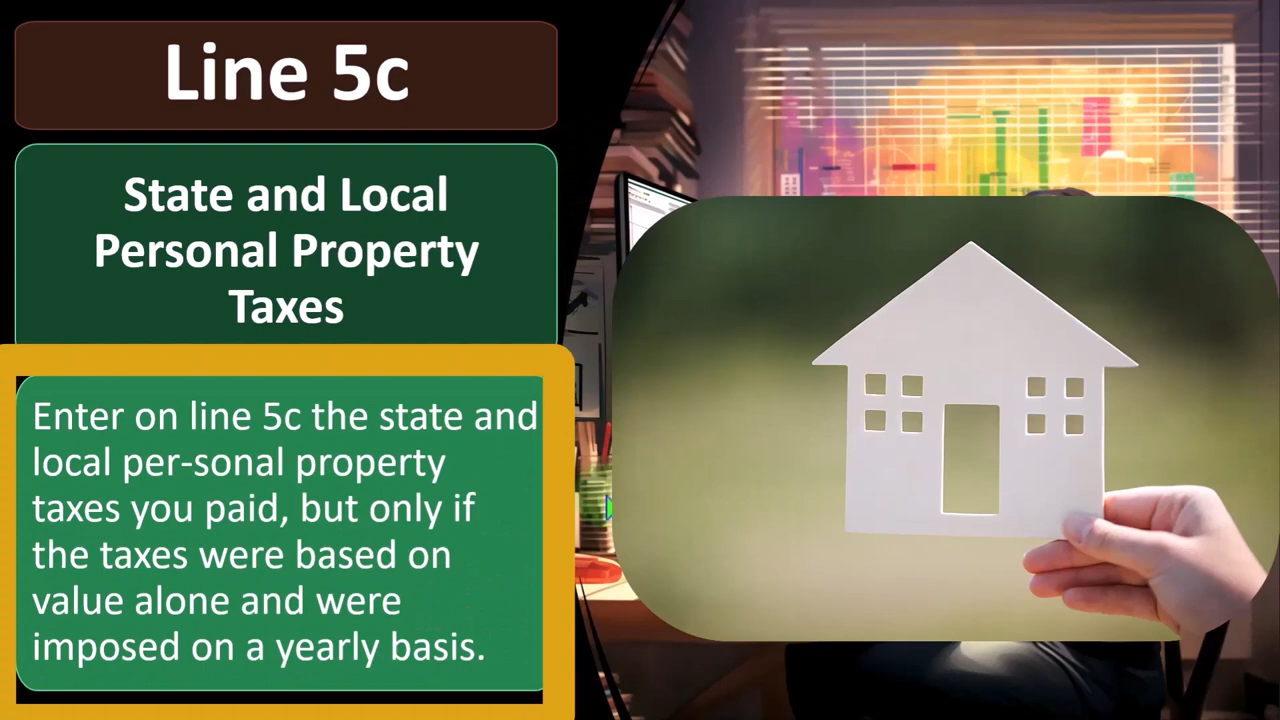 Line 5c
State and Local
Personal Property
Taxes
Enter on line 5c the state and
local per-sonal property
taxes you paid, but only if
the taxes were based on
value alone and were
imposed on a yearly basis.